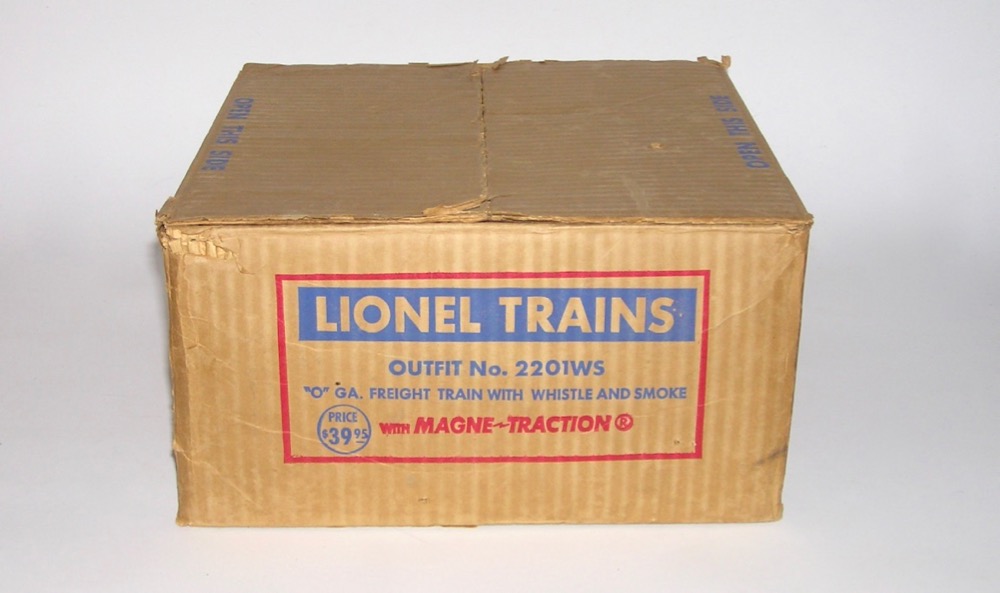 OPEN THIS SIDE
OPEN THIS SIDE
LIONEL TRAINS
OUTFIT No. 2201WS
"O" GA. FREIGHT TRAIN WITH WHISTLE AND SMOKE
PRICE
$39.95
WITH MAGNE-TRACTION ®